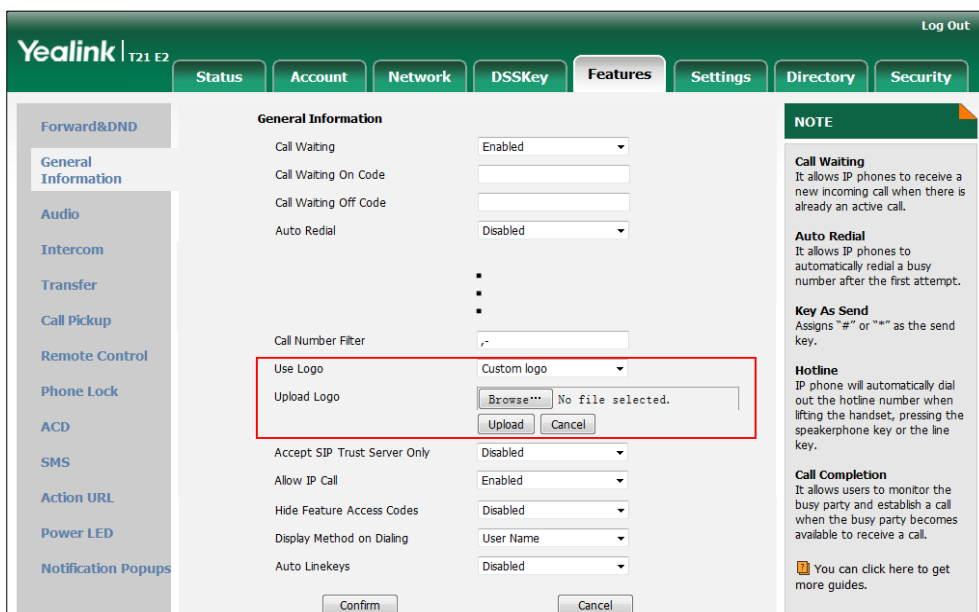 Log Out
Yealink T21 E2
Status Account Network DSSKey Features Settings Directory Security
Forward&DND
General
Information
Audio
Intercom
Transfer
Call Pickup
Remote Control
Phone Lock
ACD
SMS
Action URL
Power LED
Notification Popups
General Information
Call Waiting Enabled
Call Waiting On Code
Call Waiting Off Code
Auto Redial Disabled
Call Number Filter ,-
Use Logo Custom logo
Upload Logo Browse... No file selected.
Upload Cancel
Accept SIP Trust Server Only Disabled
Allow IP Call Enabled
Hide Feature Access Codes Disabled
Display Method on Dialing User Name
Auto Linekeys Disabled
Confirm Cancel
NOTE
Call Waiting
It allows IP phones to receive a
new incoming call when there is
already an active call.
Auto Redial
It allows IP phones to
automatically redial a busy
number after the first attempt.
Key As Send
Assigns "#" or "*" as the send
key.
Hotline
IP phone will automatically dial
out the hotline number when
lifting the handset, pressing the
speakerphone key or the line
key.
Call Completion
It allows users to monitor the
busy party and establish a call
when the busy party becomes
available to receive a call.
You can click here to get
more guides.